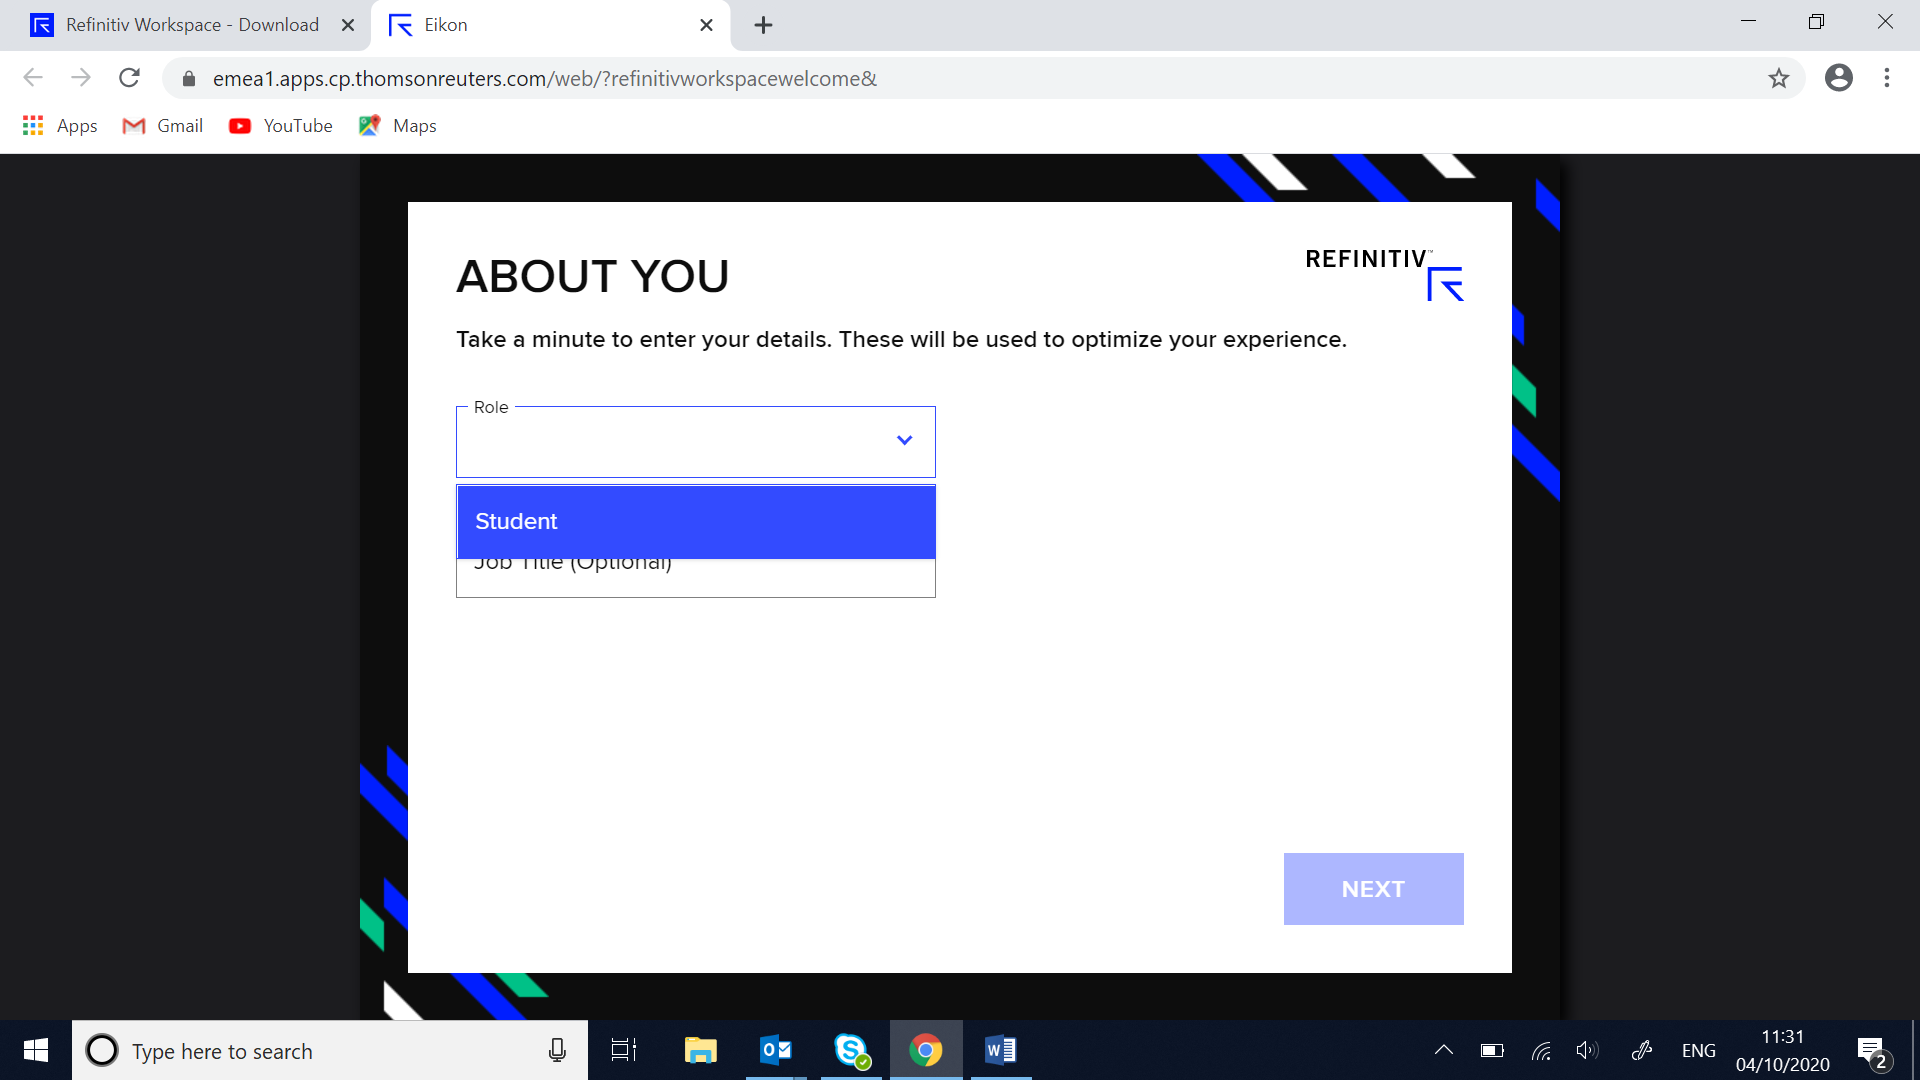 Refinitiv Workspace - Download
Eikon
emea1.apps.cp.thomsonreuters.com/web/?refinitivworkspacewelcome&
Apps
Gmail
YouTube
Maps
ABOUT YOU
REFINITIV™
Take a minute to enter your details. These will be used to optimize your experience.
Role
Student
Job Title (Optional)
NEXT
Type here to search
ENG
11:31
04/10/2020
2